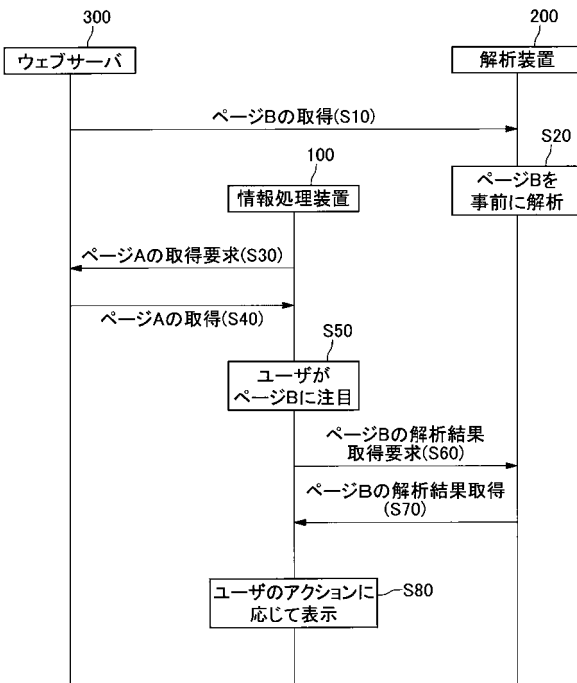 300
200
ウェブサーバ
解析装置
ページBの取得(S10)
S20
ページBを
事前に解析
100
情報処理装置
ページAの取得要求(S30)
ページAの取得(S40)
S50
ユーザが
ページBに注目
ページBの解析結果
取得要求(S60)
ページBの解析結果取得
(S70)
ユーザのアクションに
応じて表示
S80